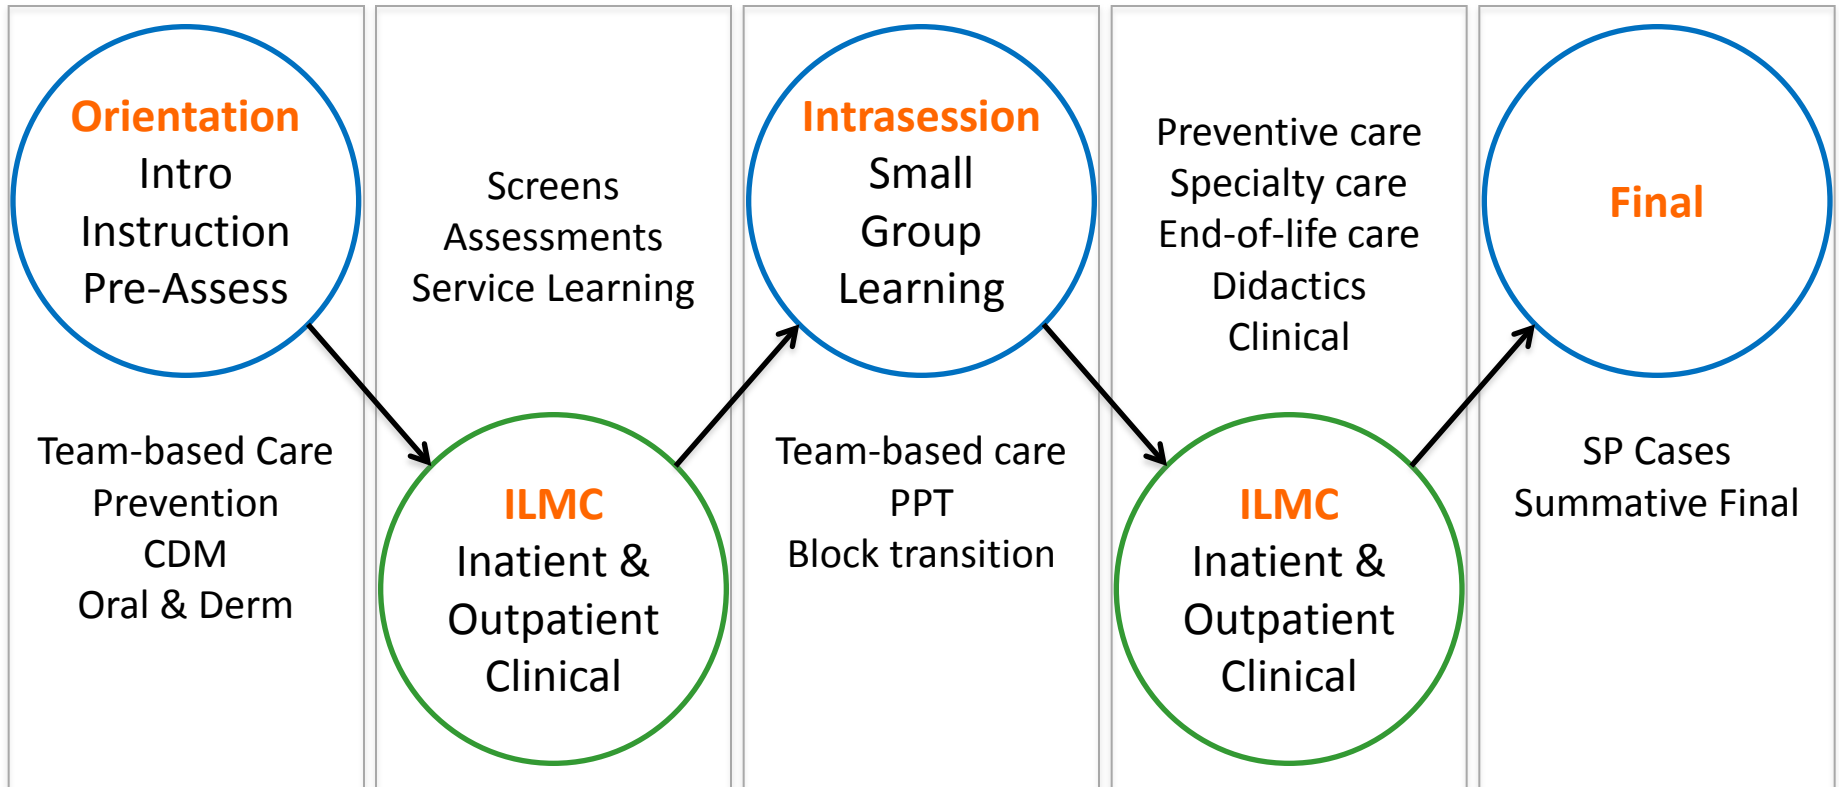 Orientation
Intro
Instruction
Pre-Assess
Team-based Care
Prevention
CDM
Oral & Derm
Screens
Assessments
Service Learning
ILMC
Inatient &
Outpatient
Clinical
Intrasession
Small
Group
Learning
Team-based care
PPT
Block transition
Preventive care
Specialty care
End-of-life care
Didactics
Clinical
ILMC
Inatient &
Outpatient
Clinical
Final
SP Cases
Summative Final